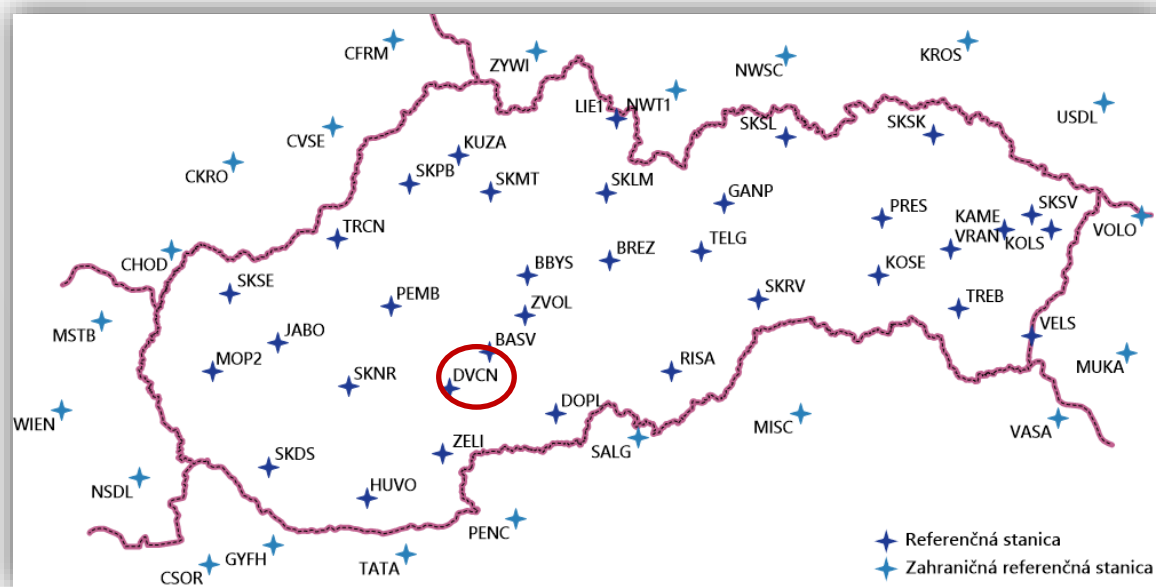 CFRM
ZYWI
NWSC
KROS
LIE1
NWT1
USDL
CVSE
SKSL
SKSK
KUZA
CKRO
SKPB
SKMT
SKLM
GANP
PRES
KAME
SKSV
VOLO
TRCN
VRAN
KOLS
CHOD
BREZ
TELG
BBYS
KOSE
SKSE
PEMB
SKRV
TREB
ZVOL
MSTB
JABO
BASV
VELS
MOP2
SKNR
DVCN
RISA
MUKA
WIEN
DOPL
MISC
VASA
SALG
ZELI
SKDS
NSDL
HUVO
PENC
GYFH
CSOR
TATA
Referenčná stanica
Zahraničná referenčná stanica